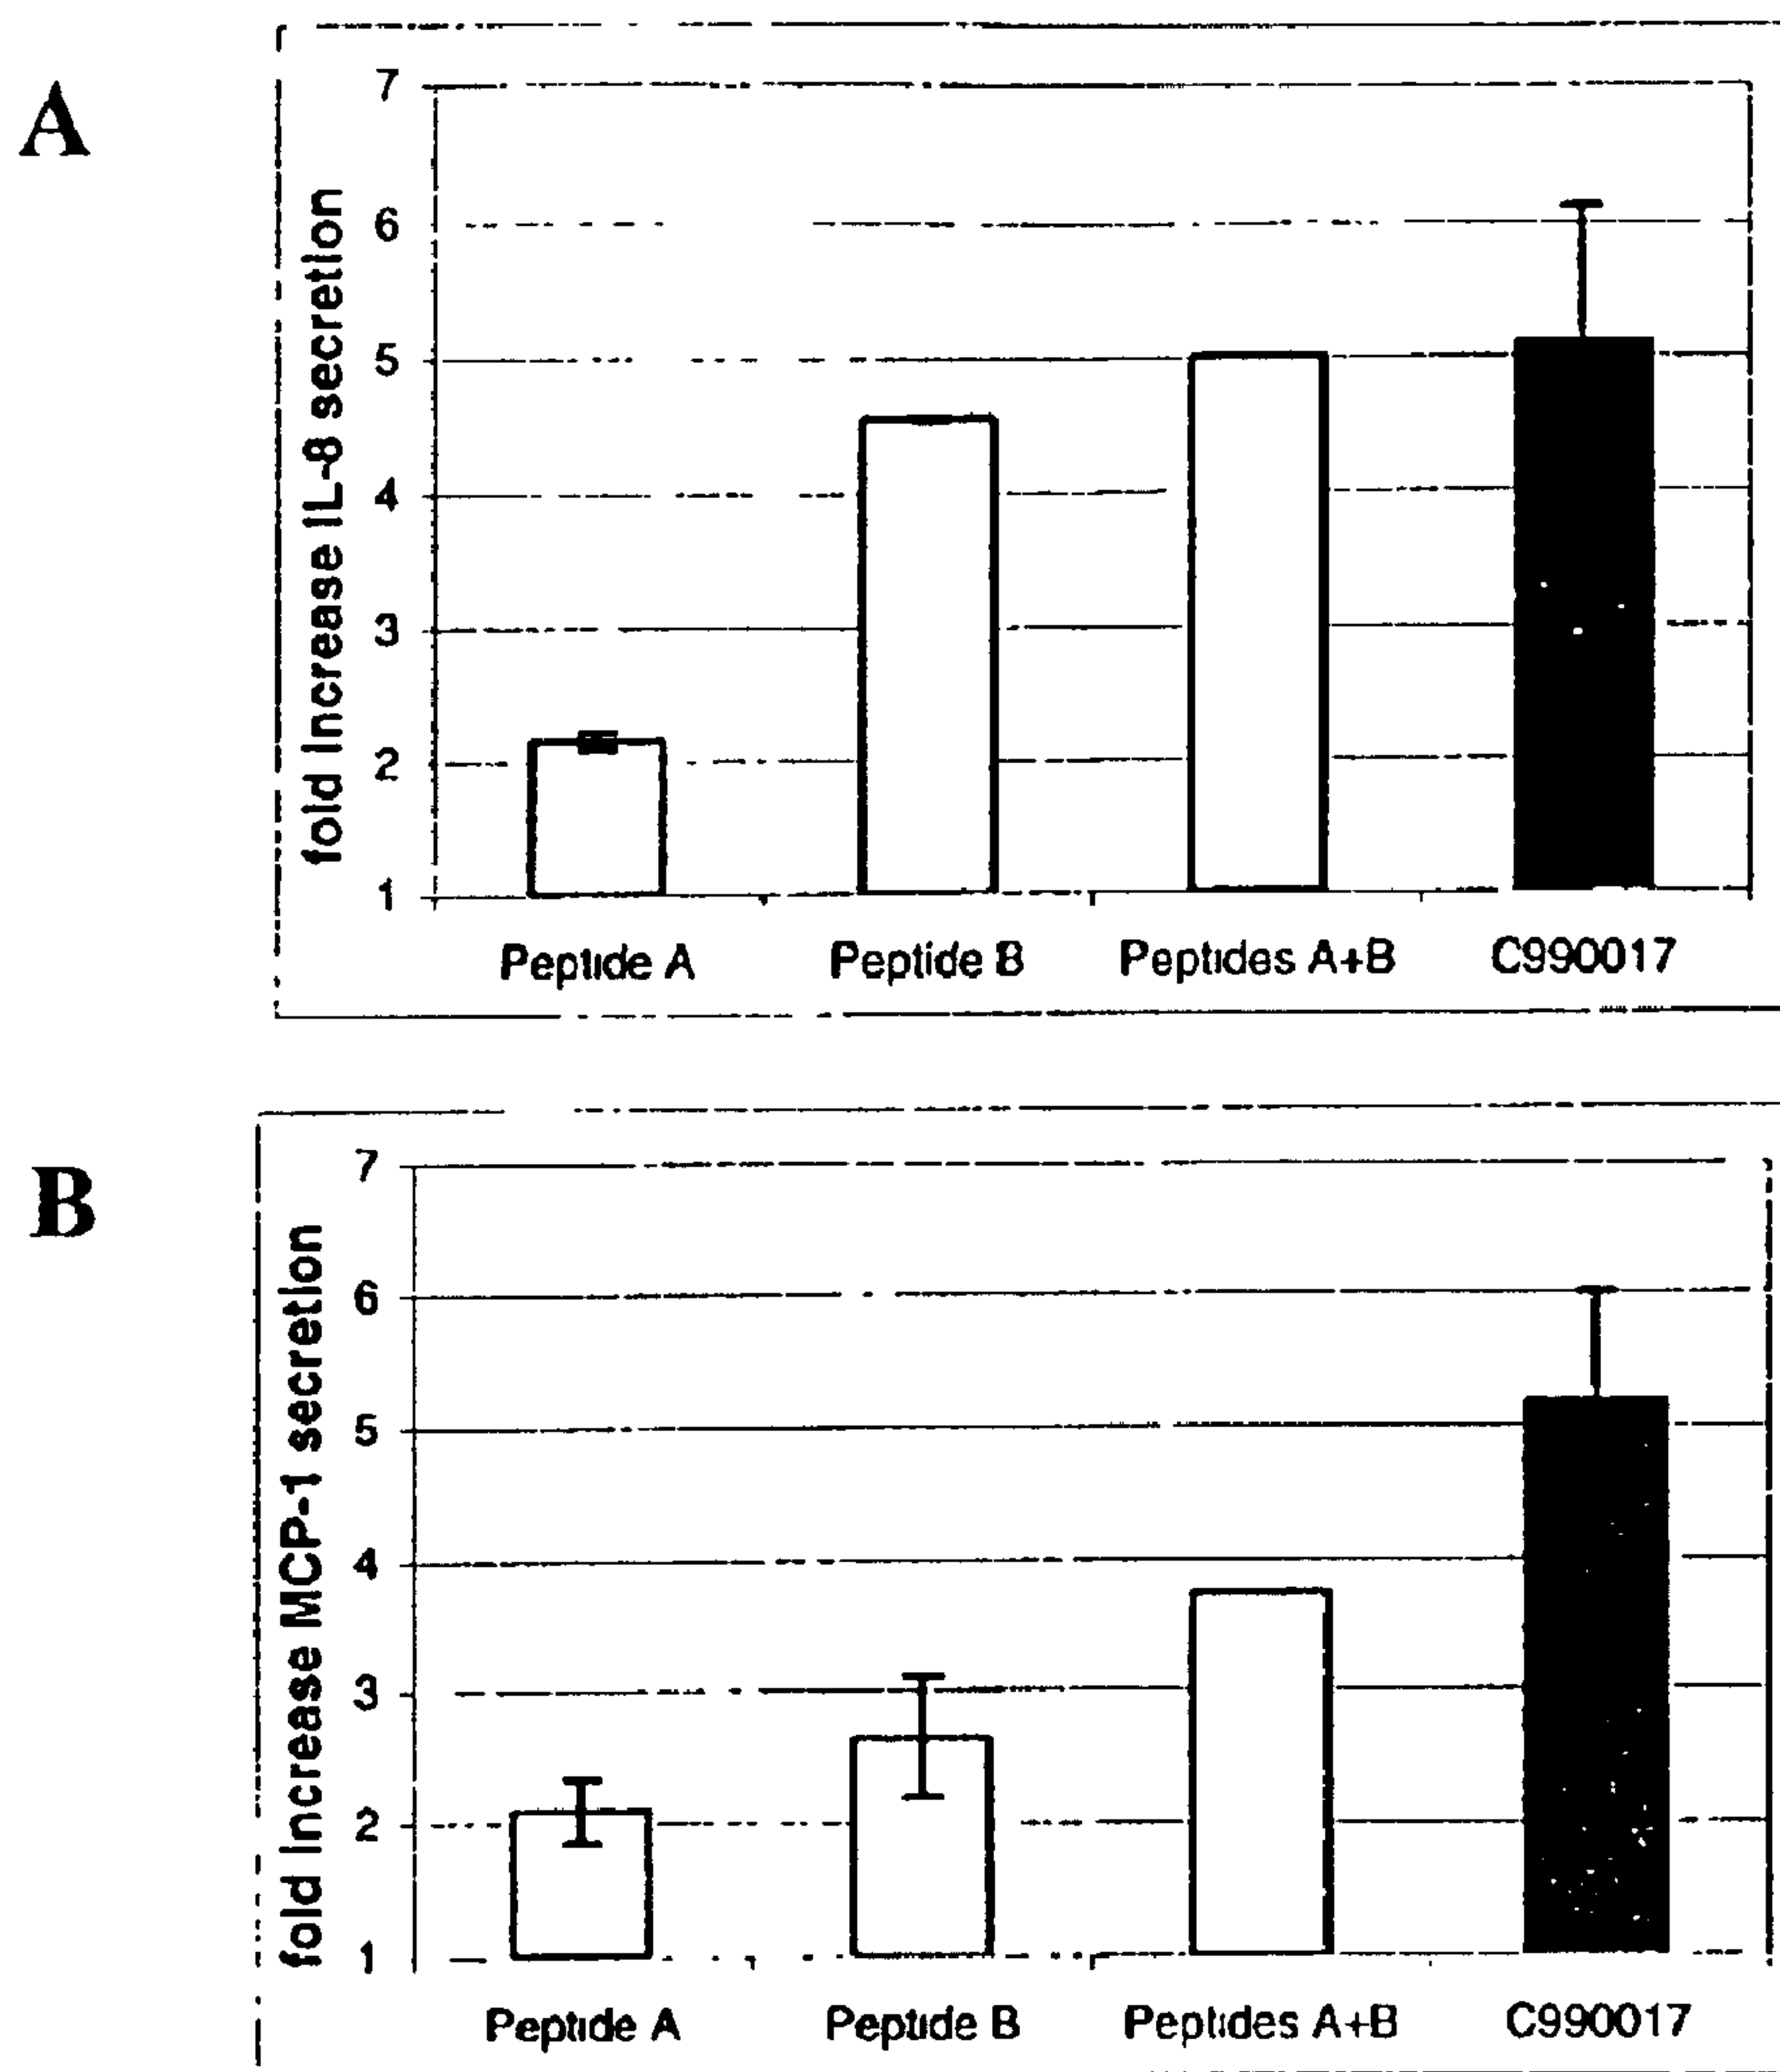 A
fold increase IL-8 secretion
7
6
5
4
3
2
1
Peptide A Peptide B Peptides A+B C990017
B
fold increase MCP-1 secretion
7
6
5
4
3
2
1
Peptide A Peptide B Peptides A+B C990017